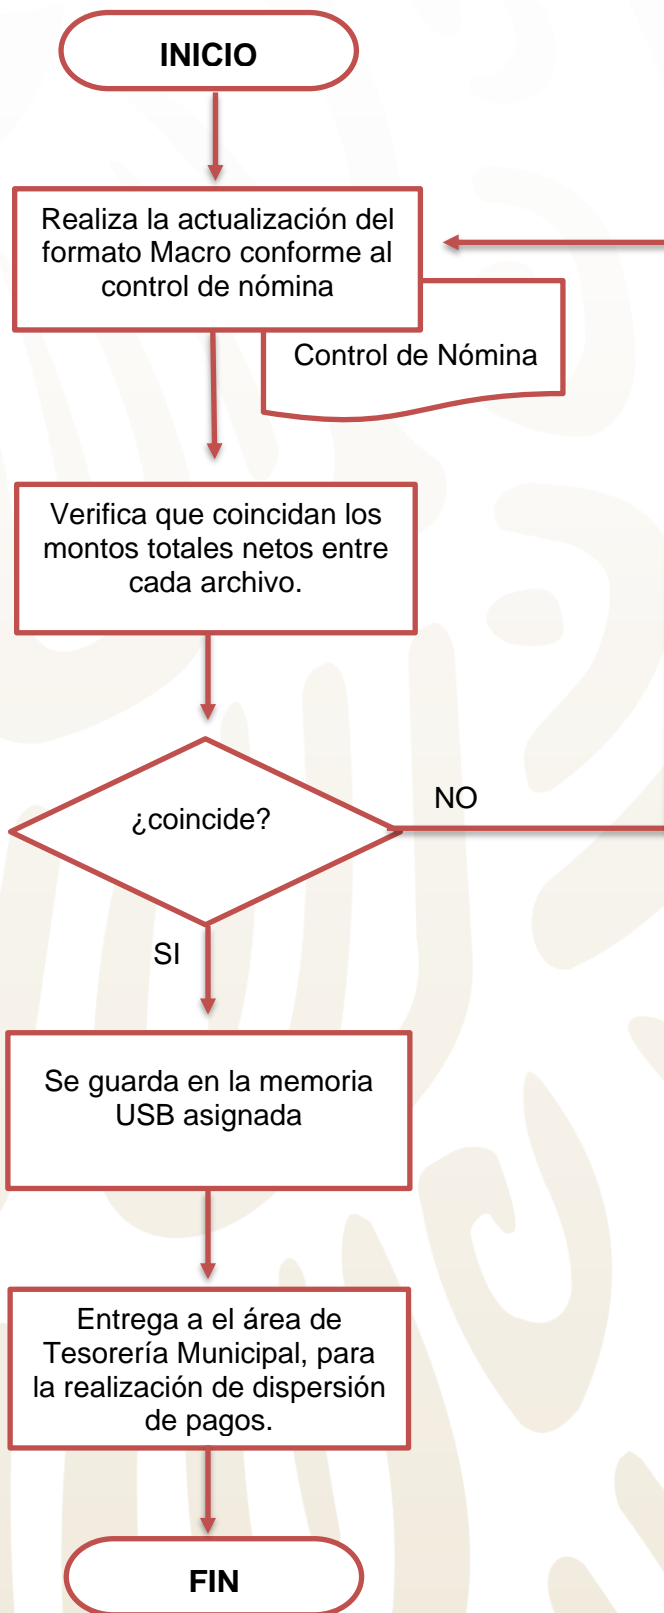 INICIO
Realiza la actualización del
formato Macro conforme al
control de nómina
Control de Nómina
Verifica que coincidan los
montos totales netos entre
cada archivo.
¿coincide?
NO
SI
Se guarda en la memoria
USB asignada
Entrega a el área de
Tesorería Municipal, para
la realización de dispersión
de pagos.
FIN